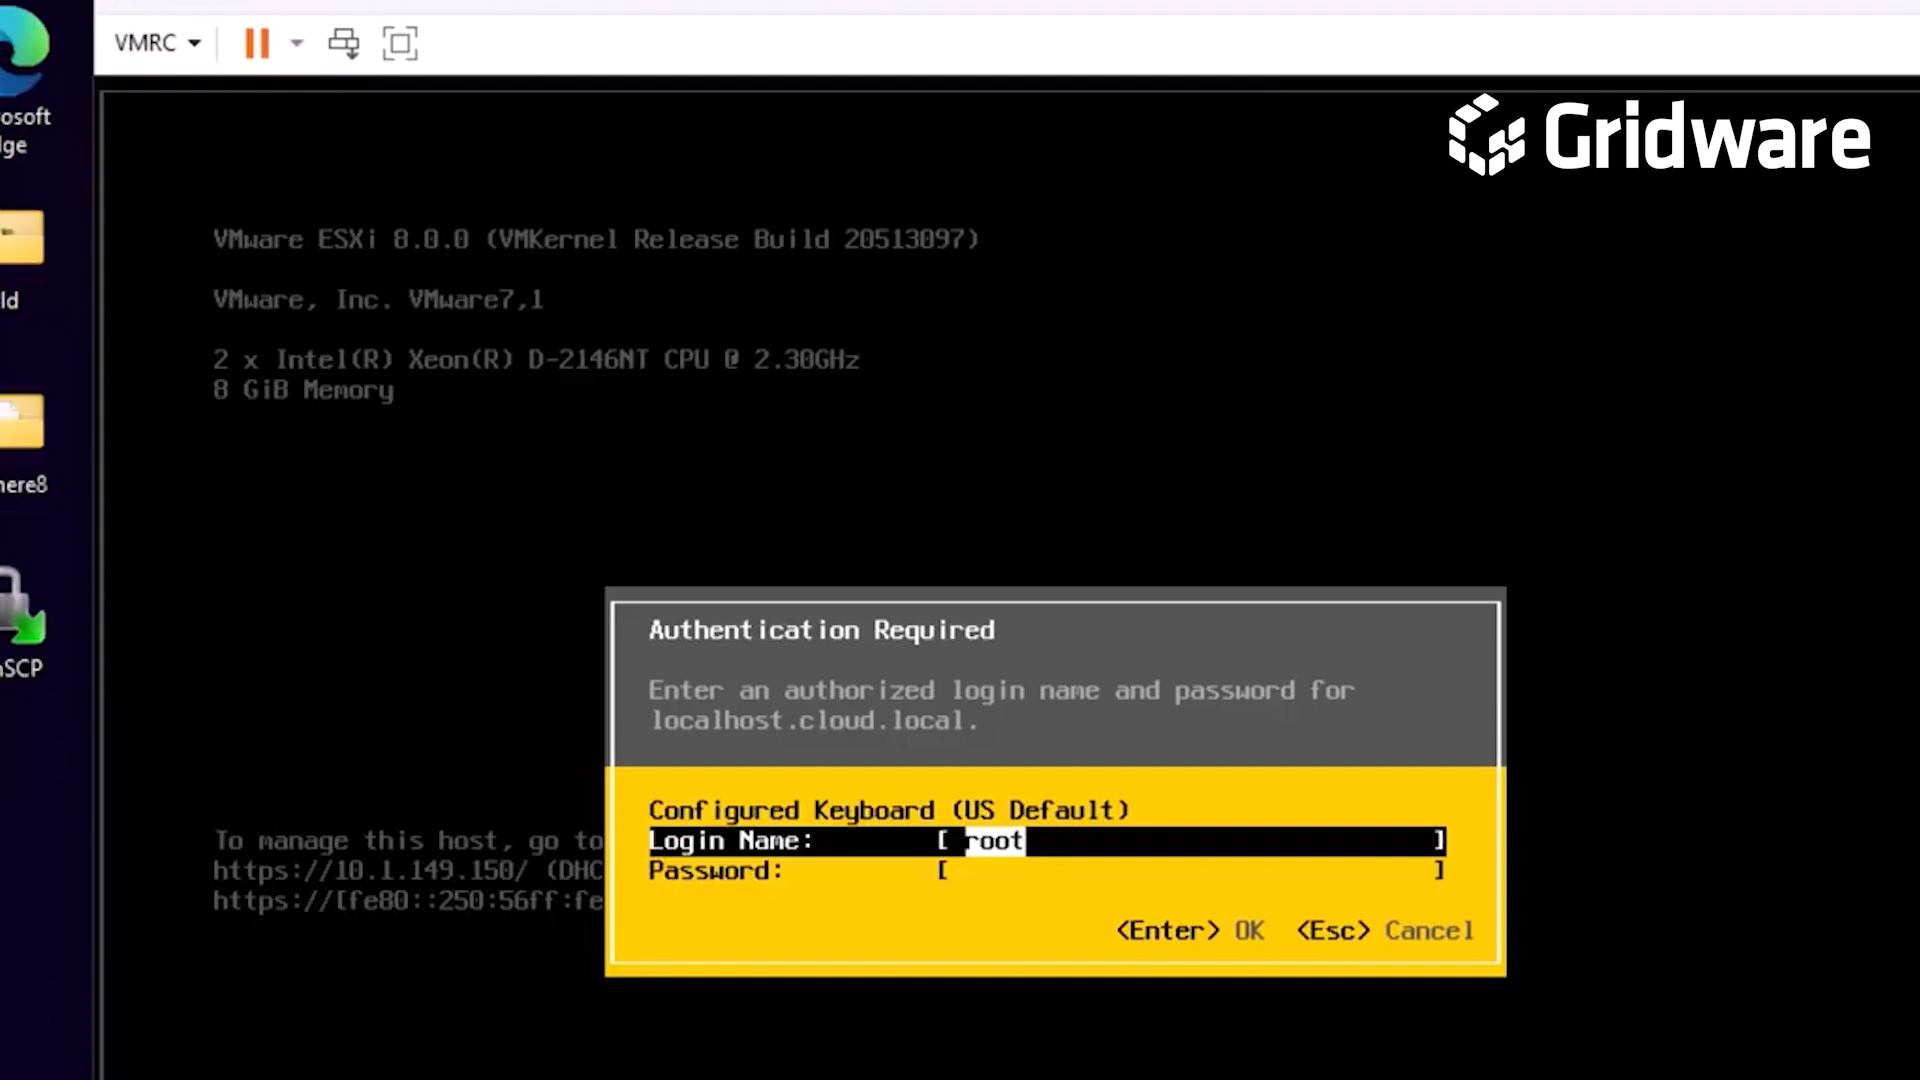 VMRC
Gridware
osoft
ge
ld
here8
SCP
VMware ESXi 8.0.0 (VMKernel Release Build 20513097)
VMware, Inc. VMware7,1
2 x Intel(R) Xeon(R) D-2146NT CPU @ 2.30GHz
8 GiB Memory
Authentication Required
Enter an authorized login name and password for
localhost.cloud.local.
Configured Keyboard (US Default)
Login Name: [ root ]
Password: [ ]
<Enter> OK <Esc> Cancel
To manage this host, go to
https://10.1.149.150/ (DHC
https://[fe80::250:56ff:fe